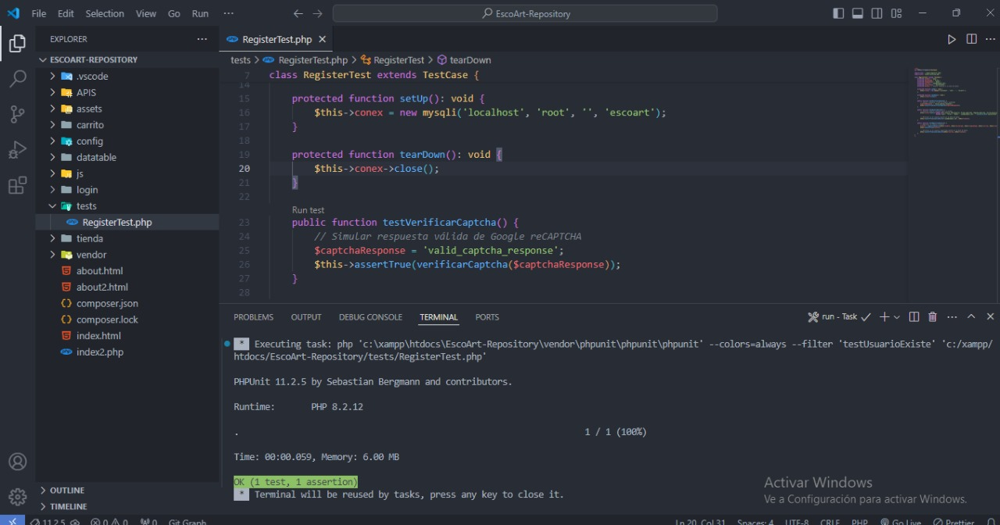 File Edit Selection View Go Run ···
EscoArt-Repository
EXPLORER ···
RegisterTest.php
ESCOART-REPOSITORY
tests > RegisterTest.php > RegisterTest > tearDown
.vscode
APIS
assets
carrito
config
datatable
js
login
tests
RegisterTest.php
tienda
vendor
about.html
about2.html
composer.json
composer.lock
index.html
index2.php
OUTLINE
TIMELINE
7 class RegisterTest extends TestCase {
14
15 protected function setUp(): void {
16 $this->conex = new mysqli('localhost', 'root', '', 'escoart');
17 }
18
19 protected function tearDown(): void {
20 $this->conex->close();
21 }
22
Run test
23 public function testVerificarCaptcha() {
24 // Simular respuesta válida de Google reCAPTCHA
25 $captchaResponse = 'valid_captcha_response';
26 $this->assertTrue(verificarCaptcha($captchaResponse));
27 }
28
PROBLEMS OUTPUT DEBUG CONSOLE TERMINAL PORTS
run - Task
* Executing task: php 'c:\xampp\htdocs\EscoArt-Repository\vendor\phpunit\phpunit\phpunit' --colors=always --filter 'testUsuarioExiste' 'c:/xampp/
htdocs/EscoArt-Repository/tests/RegisterTest.php'
PHPUnit 11.2.5 by Sebastian Bergmann and contributors.
Runtime: PHP 8.2.12
. 1 / 1 (100%)
Time: 00:00.059, Memory: 6.00 MB
OK (1 test, 1 assertion)
* Terminal will be reused by tasks, press any key to close it.
Activar Windows
Ve a Configuración para activar Windows.
11.2.5 0 0 0 Git Graph Ln 20, Col 31 Spaces: 4 UTF-8 CRLF PHP Go Live Prettier